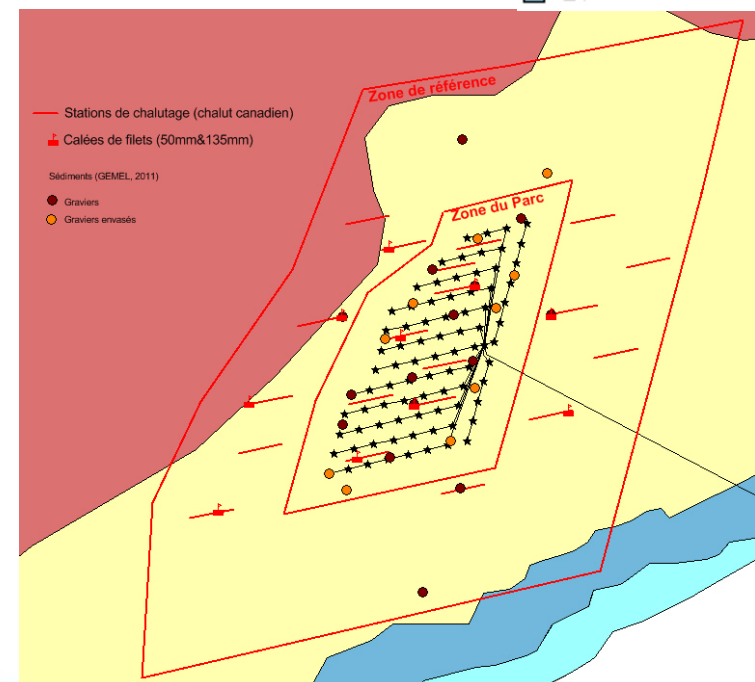 Zone de référence
Stations de chalutage (chalut canadien)
Calées de filets (50mm&135mm)
Sédiments (GEMEL, 2011)
Graviers
Graviers envasés
Zone du Parc